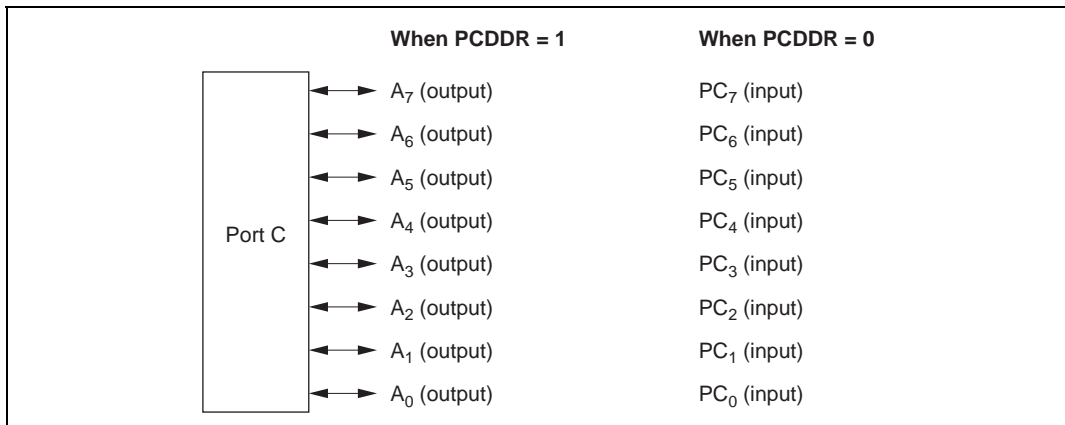 When PCDDR = 1 When PCDDR = 0
A7 (output) PC7 (input)
A6 (output) PC6 (input)
A5 (output) PC5 (input)
A4 (output) PC4 (input)
Port C
A3 (output) PC3 (input)
A2 (output) PC2 (input)
A1 (output) PC1 (input)
A0 (output) PC0 (input)